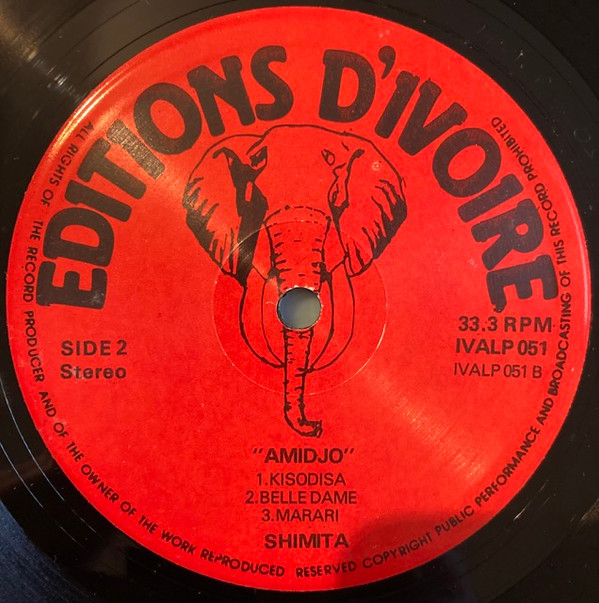 EDITIONS D'IVOIRE
SIDE 2
Stereo
33.3 RPM
IVALP 051
IVALP 051 B
"AMIDJO"
1.KISODISA
2.BELLE DAME
3.MARARI
SHIMITA
ALL RIGHTS OF THE RECORD PRODUCER AND OF THE OWNER OF THE WORK REPRODUCED RESERVED COPYRIGHT PUBLIC PERFORMANCE AND BROADCASTING OF THIS RECORD PROHIBITED